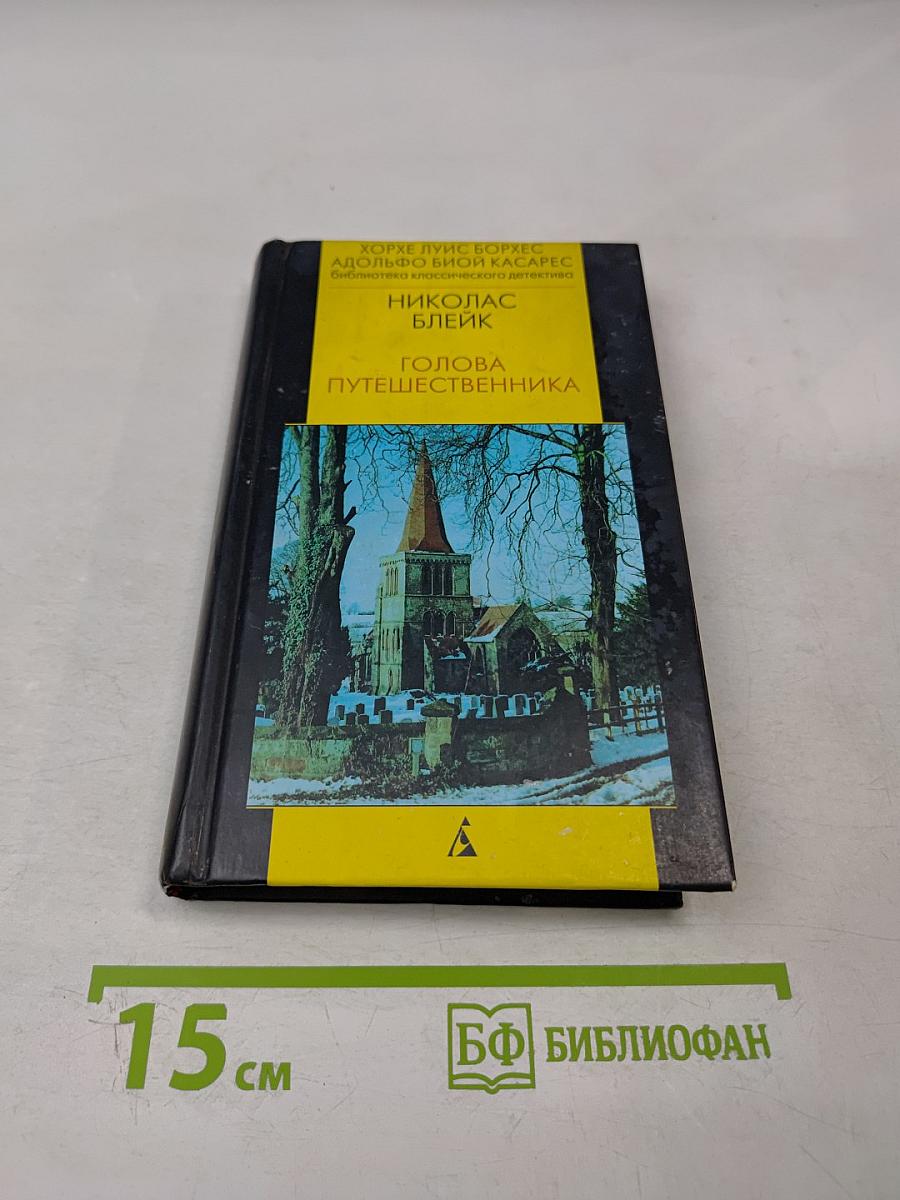 ХОРХЕ ЛУИС БОРХЕС
АДОЛЬФО БИОЙ КАСАРЕС
библиотека классического детектива
НИКОЛАС
БЛЕЙК
ГОЛОВА
ПУТЕШЕСТВЕННИКА
15 см
БФ БИБЛИОФАН